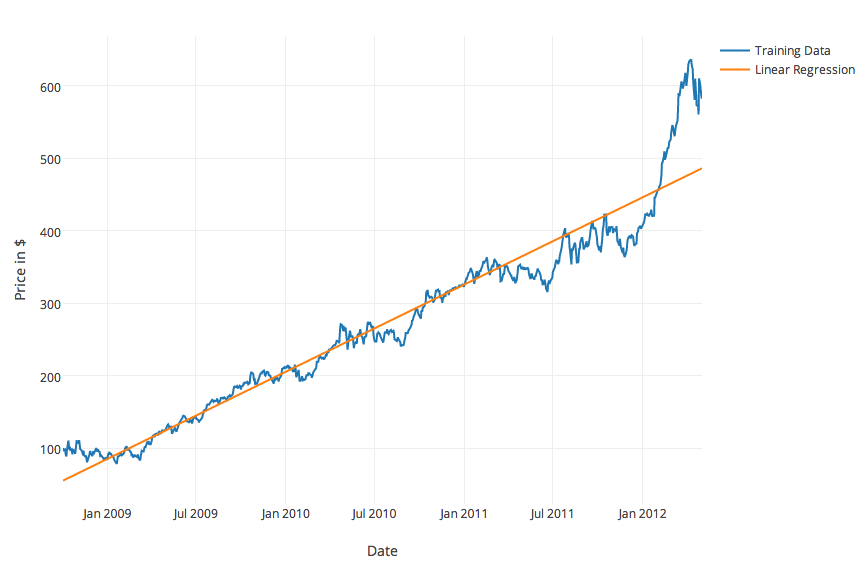 Training Data
Linear Regression
600
500
400
300
200
100
Price in $
Jan 2009
Jul 2009
Jan 2010
Jul 2010
Jan 2011
Jul 2011
Jan 2012
Date